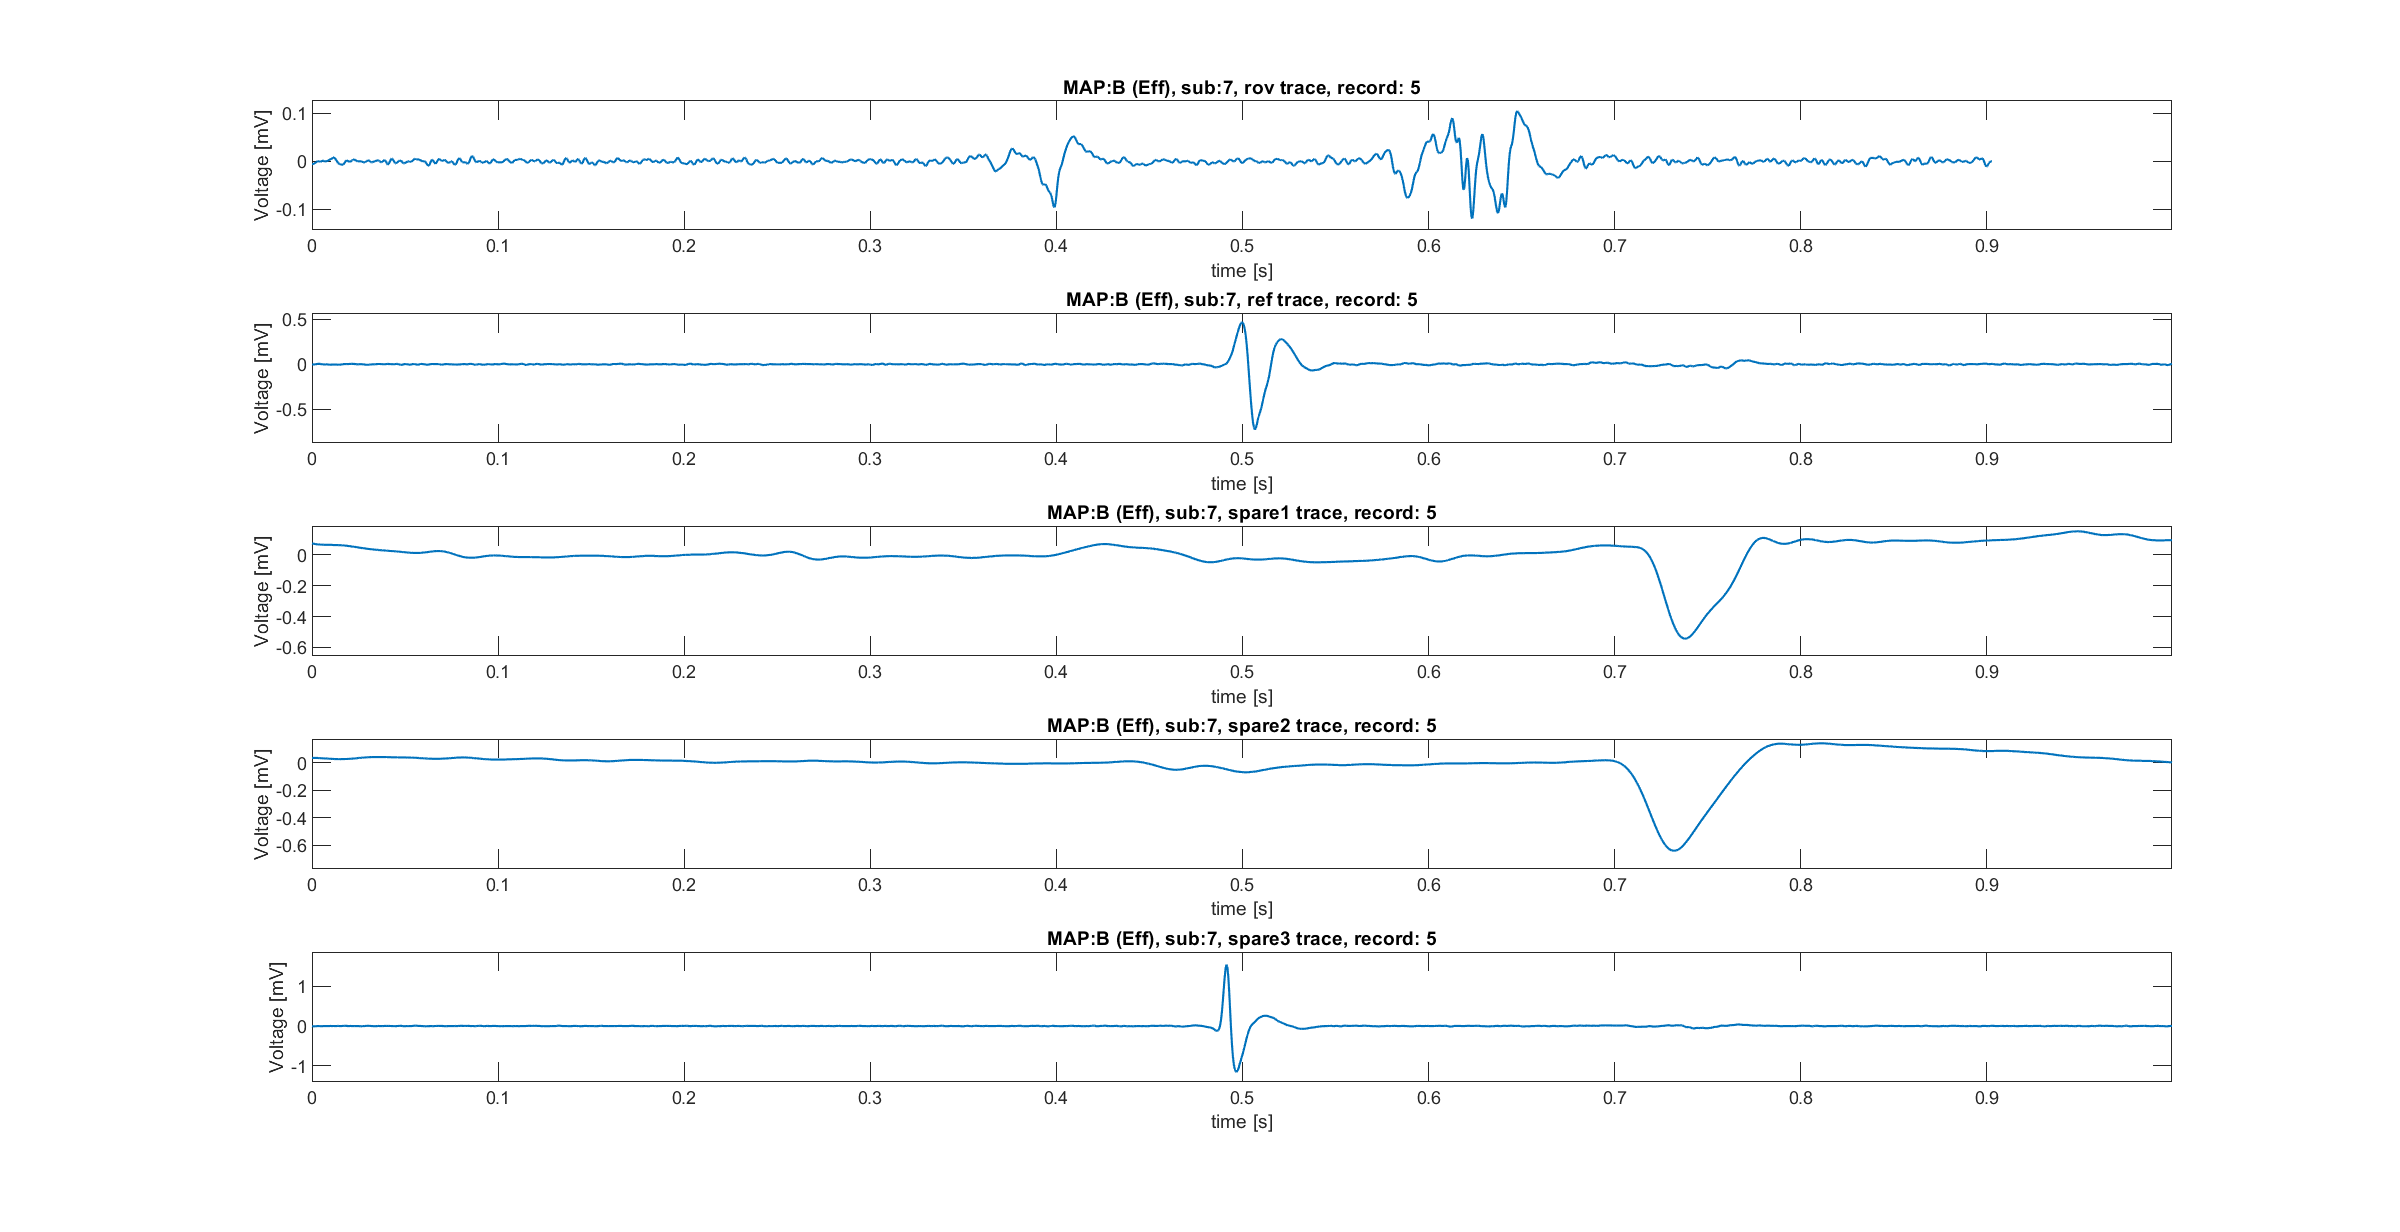 MAP:B (Eff), sub:7, rov trace, record: 5
Voltage [mV]
0.1
0
-0.1
0 0.1 0.2 0.3 0.4 0.5 0.6 0.7 0.8 0.9
time [s]
MAP:B (Eff), sub:7, ref trace, record: 5
Voltage [mV]
0.5
0
-0.5
0 0.1 0.2 0.3 0.4 0.5 0.6 0.7 0.8 0.9
time [s]
MAP:B (Eff), sub:7, spare1 trace, record: 5
Voltage [mV]
0
-0.2
-0.4
-0.6
0 0.1 0.2 0.3 0.4 0.5 0.6 0.7 0.8 0.9
time [s]
MAP:B (Eff), sub:7, spare2 trace, record: 5
Voltage [mV]
0
-0.2
-0.4
-0.6
0 0.1 0.2 0.3 0.4 0.5 0.6 0.7 0.8 0.9
time [s]
MAP:B (Eff), sub:7, spare3 trace, record: 5
Voltage [mV]
1
0
-1
0 0.1 0.2 0.3 0.4 0.5 0.6 0.7 0.8 0.9
time [s]